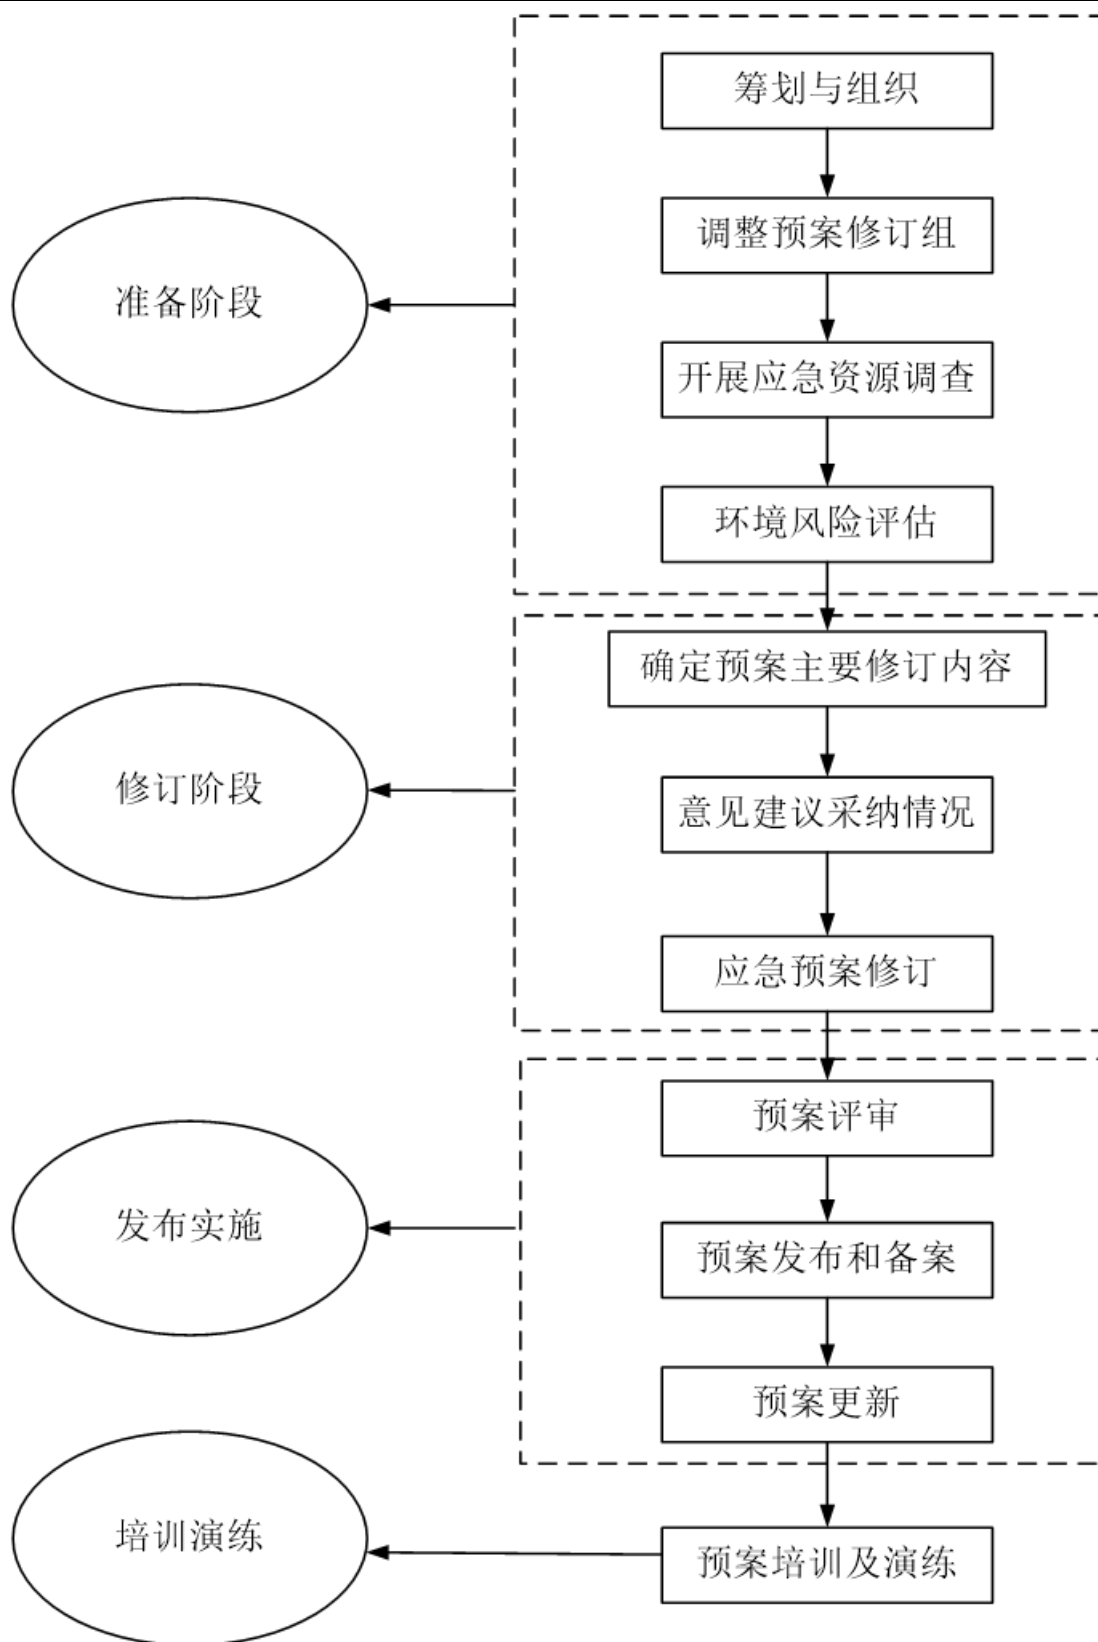 筹划与组织
调整预案修订组
准备阶段
开展应急资源调查
环境风险评估
确定预案主要修订内容
修订阶段
意见建议采纳情况
应急预案修订
预案评审
发布实施
预案发布和备案
预案更新
培训演练
预案培训及演练